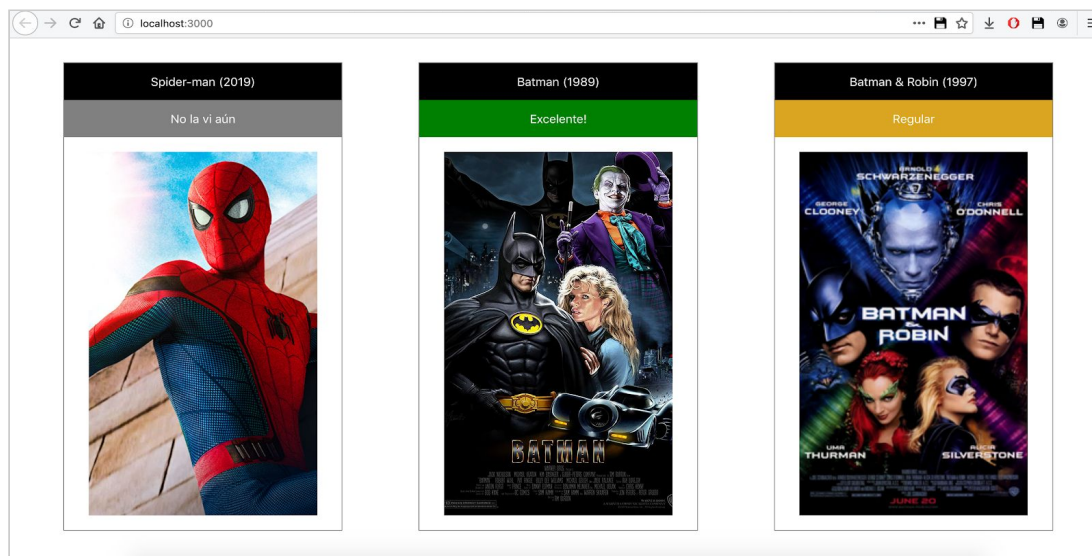 localhost:3000
Spider-man (2019)
No la vi aún
Batman (1989)
Excelente!
BATMAN
Batman & Robin (1997)
Regular
ARNOLD
SCHWARZENEGGER
GEORGE
CLOONEY
CHRIS
O'DONNELL
BATMAN
&
ROBIN
UMA
THURMAN
ALICIA
SILVERSTONE
JUNE 20